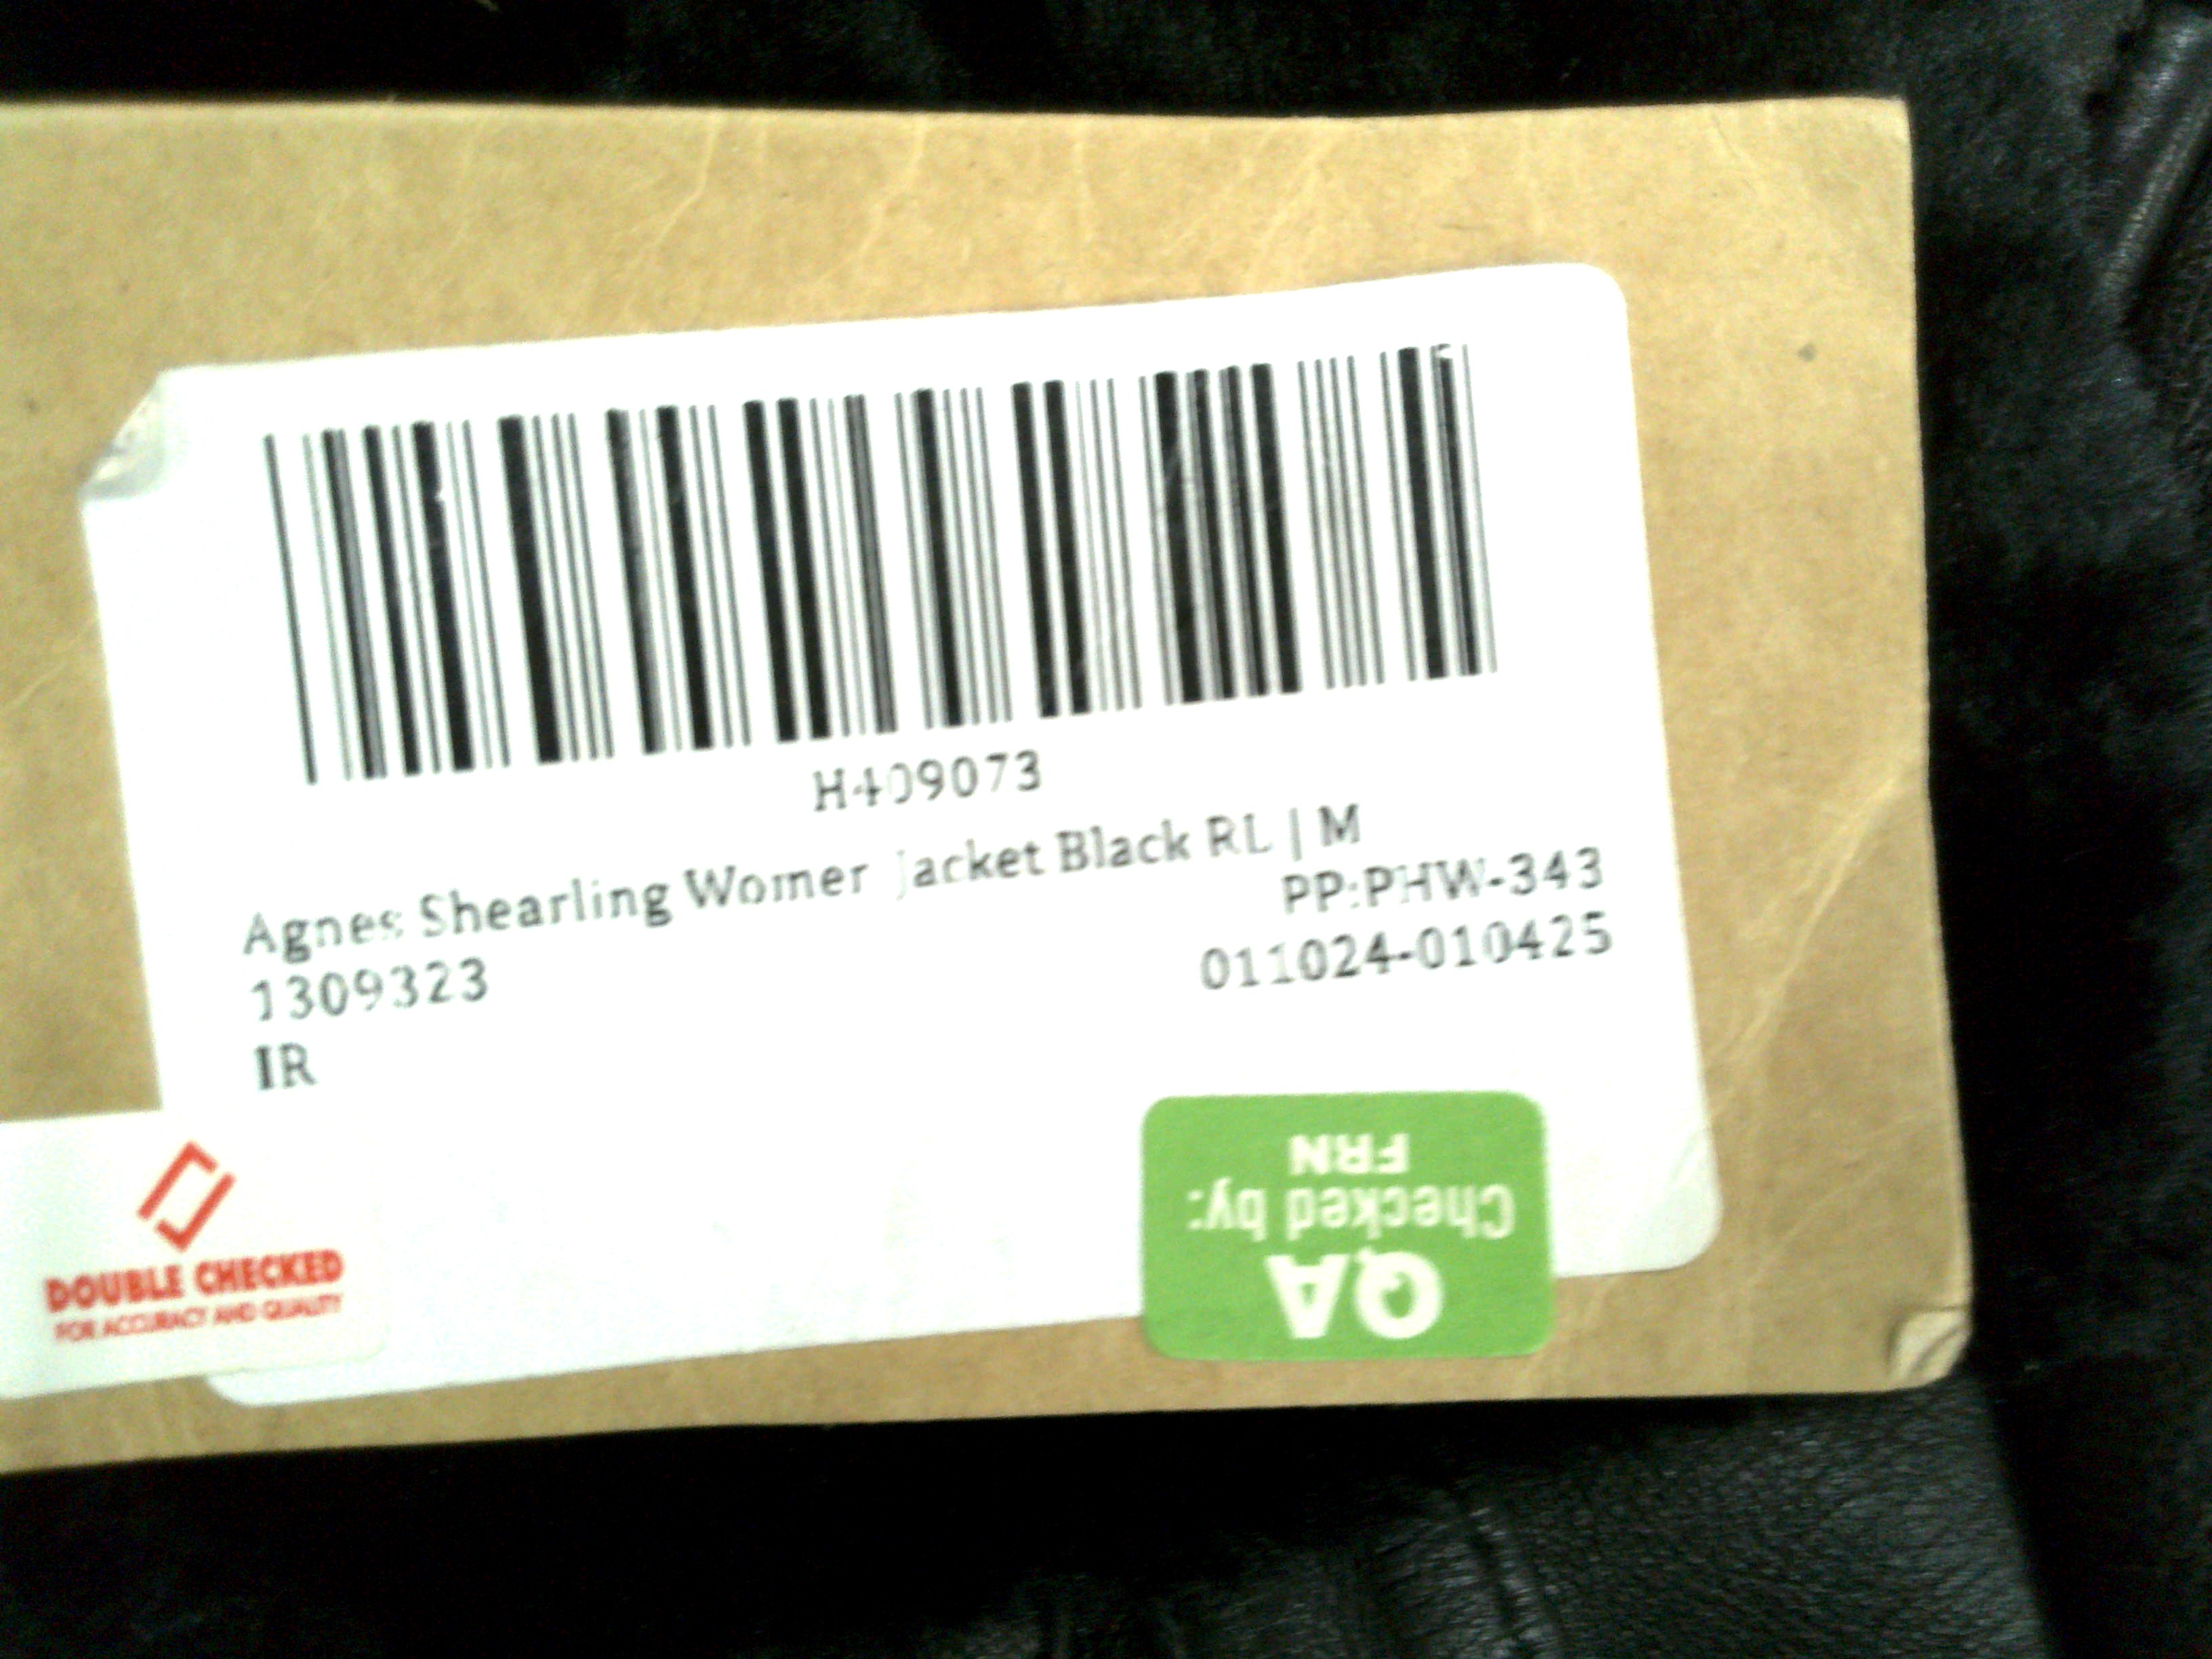 H409073
Agnes Shearling Women Jacket Black RL | M
PP:PHW-343
1309323
011024-010425
IR
DOUBLE CHECKED
FOR ACCURACY AND QUALITY
QA
Checked by:
FRN